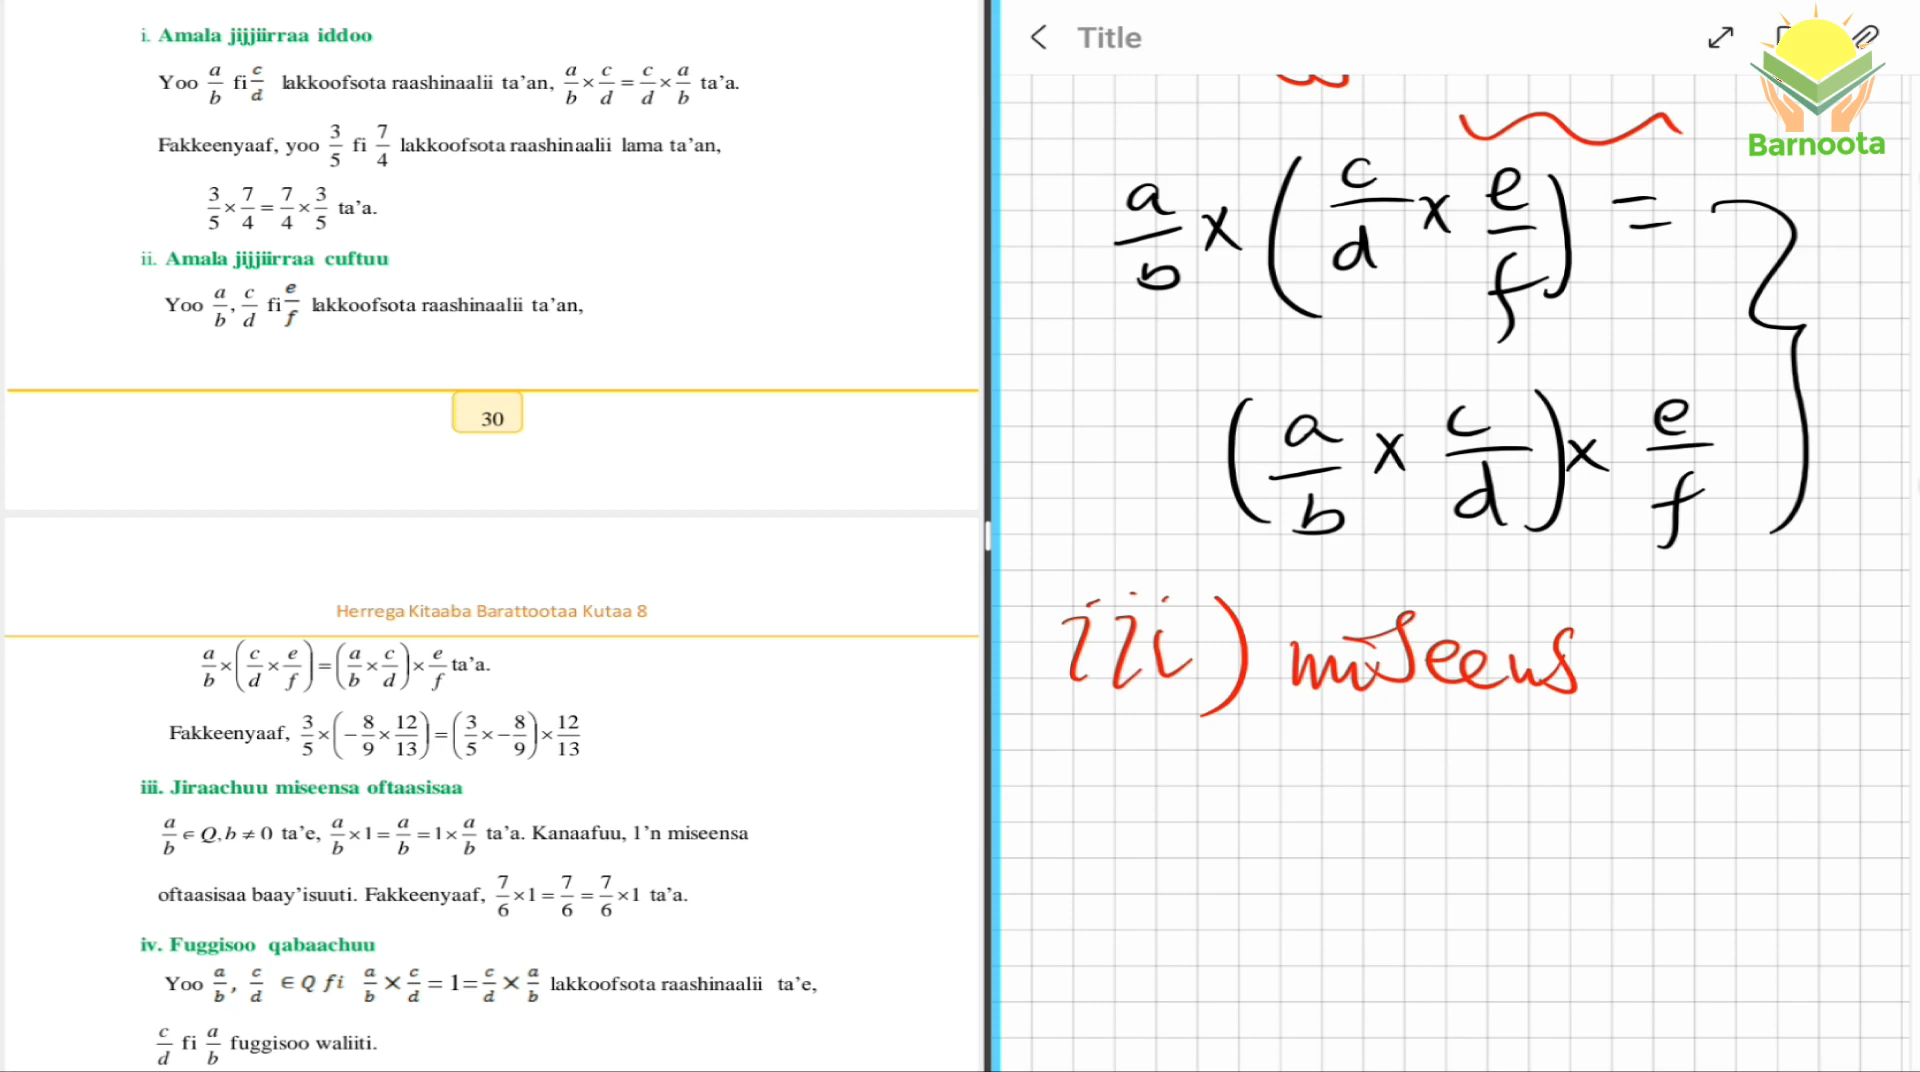 i. Amala jijjiirraa iddoo
Yoo a/b fi c/d lakkoofsota raashinaalii ta’an, a/b × c/d = c/d × a/b ta’a.
Fakkeenyaaf, yoo 3/5 fi 7/4 lakkoofsota raashinaalii lama ta’an,
3/5 × 7/4 = 7/4 × 3/5 ta’a.
ii. Amala jijjiirraa cuftuu
Yoo a/b, c/d fi e/f lakkoofsota raashinaalii ta’an,
30
Herrega Kitaaba Barattootaa Kutaa 8
a/b × (c/d × e/f) = (a/b × c/d) × e/f ta’a.
Fakkeenyaaf, 3/5 × (−8/9 × 12/13) = (3/5 × −8/9) × 12/13
iii. Jiraachuu miseensa oftaasisaa
a/b ∈ Q, b ≠ 0 ta’e, a/b × 1 = a/b = 1 × a/b ta’a. Kanaafuu, 1’n miseensa
oftaasisaa baay’isuuti. Fakkeenyaaf, 7/6 × 1 = 7/6 = 7/6 × 1 ta’a.
iv. Fuggisoo qabaachuu
Yoo a/b, c/d ∈ Q fi a/b × c/d = 1 = c/d × a/b lakkoofsota raashinaalii ta’e,
c/d fi a/b fuggisoo waliiti.
Title
Barnoota
a/b × (c/d × e/f) =
(a/b × c/d) × e/f
iii) miseens